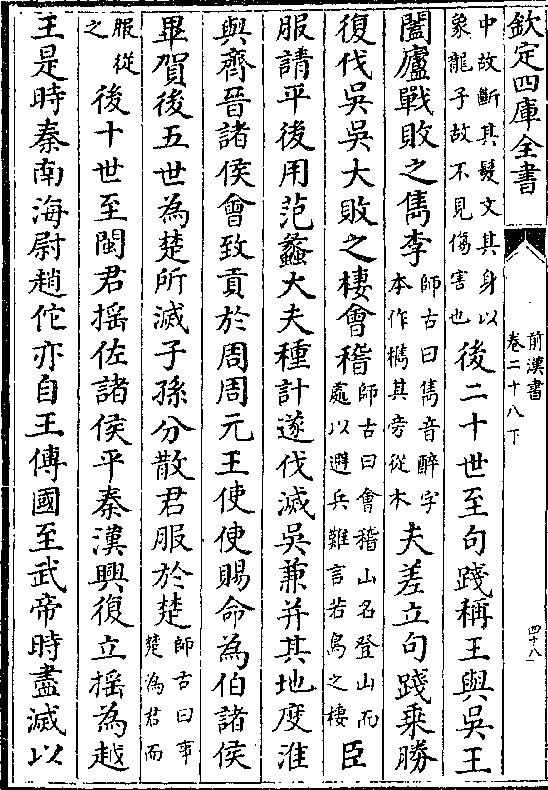 欽定四庫全書
前漢書
卷二十八下
四十八
中故斷其髮文其身以
象龍子故不見傷害也
後二十世至句踐稱王與吳王
闔廬戰敗之雋李
師古曰雋音醉字
本作檇其旁從木
夫差立句踐乘勝
復伐吳吳大敗之棲會稽
師古曰會稽山名登山而
處以避兵難言若鳥之棲
臣
服請平後用范蠡大夫種計遂伐滅吳兼并其地度淮
與齊晉諸侯會致貢於周周元王使使賜命為伯諸侯
畢賀後五世為楚所滅子孫分散君服於楚
師古曰事
楚為君而
服從
之
後十世至閩君搖佐諸侯平秦漢興復立搖為越
王是時秦南海尉趙佗亦自王傳國至武帝時盡滅以